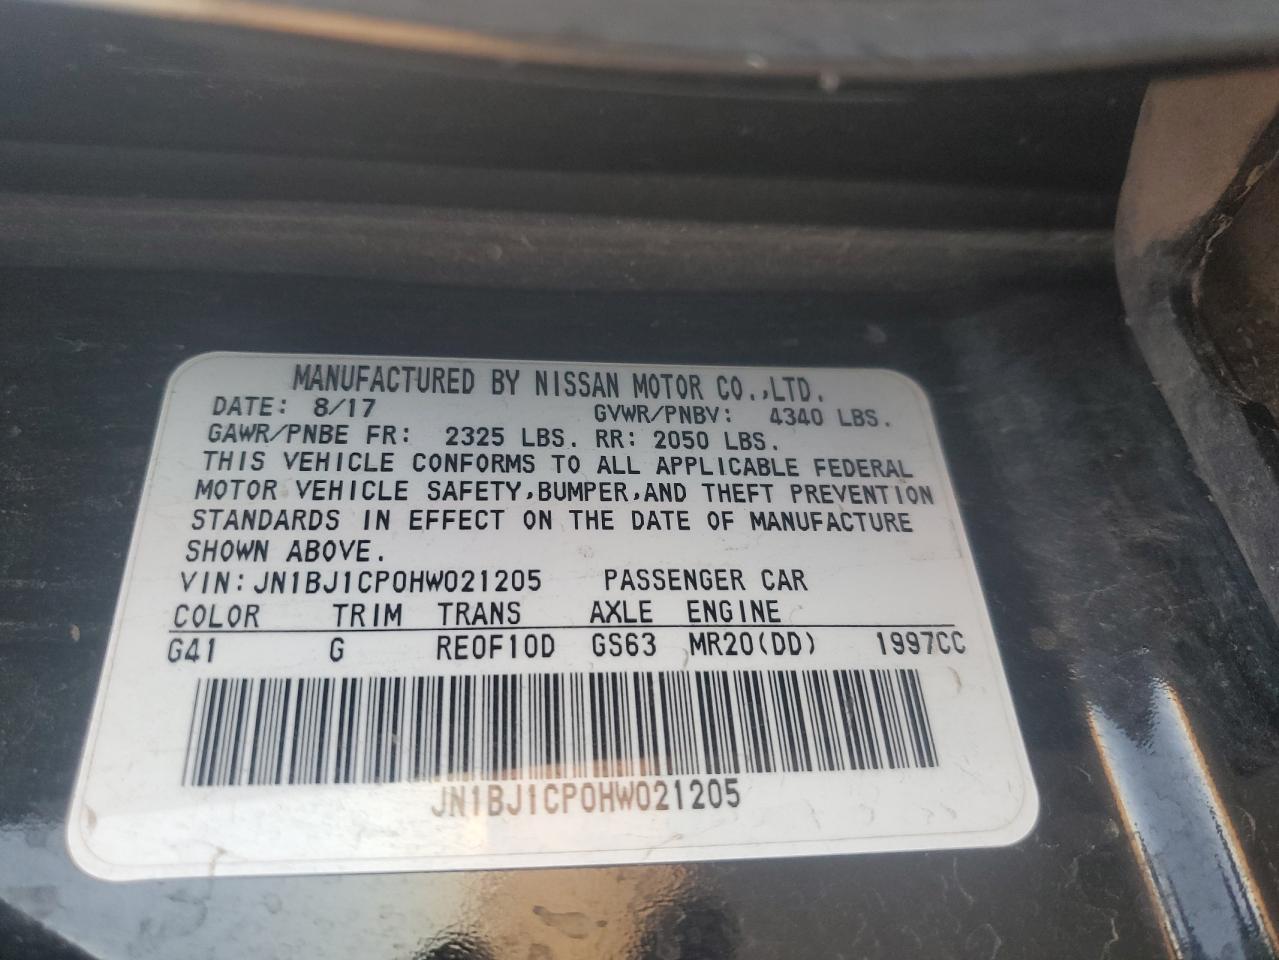 MANUFACTURED BY NISSAN MOTOR CO.,LTD.
DATE: 8/17 GVWR/PNBV: 4340 LBS.
GAWR/PNBE FR: 2325 LBS. RR: 2050 LBS.
THIS VEHICLE CONFORMS TO ALL APPLICABLE FEDERAL
MOTOR VEHICLE SAFETY,BUMPER,AND THEFT PREVENTION
STANDARDS IN EFFECT ON THE DATE OF MANUFACTURE
SHOWN ABOVE.
VIN: JN1BJ1CP0HW021205 PASSENGER CAR
COLOR TRIM TRANS AXLE ENGINE
G41 G RE0F10D GS63 MR20(DD) 1997CC
JN1BJ1CP0HW021205